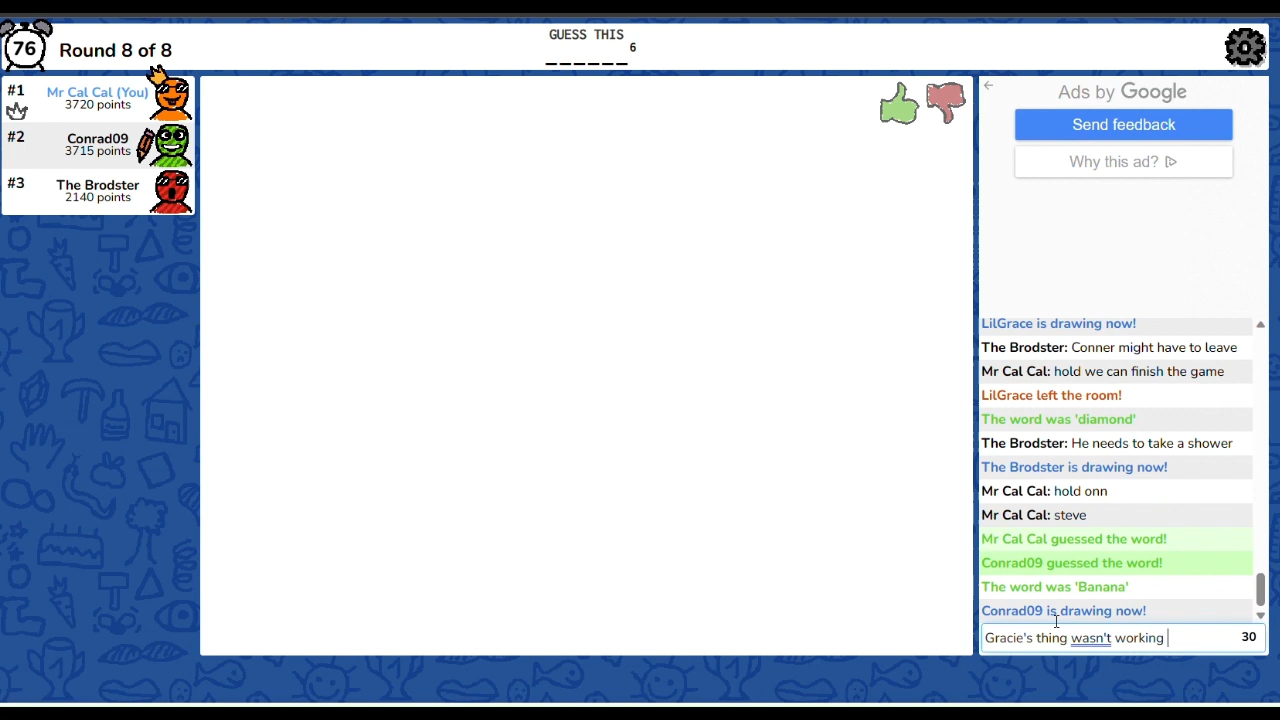 76
Round 8 of 8
GUESS THIS
6
______
#1
Mr Cal Cal (You)
3720 points
#2
Conrad09
3715 points
#3
The Brodster
2140 points
Ads by Google
Send feedback
Why this ad?
LilGrace is drawing now!
The Brodster: Conner might have to leave
Mr Cal Cal: hold we can finish the game
LilGrace left the room!
The word was 'diamond'
The Brodster: He needs to take a shower
The Brodster is drawing now!
Mr Cal Cal: hold onn
Mr Cal Cal: steve
Mr Cal Cal guessed the word!
Conrad09 guessed the word!
The word was 'Banana'
Conrad09 is drawing now!
Gracie's thing wasn't working
30